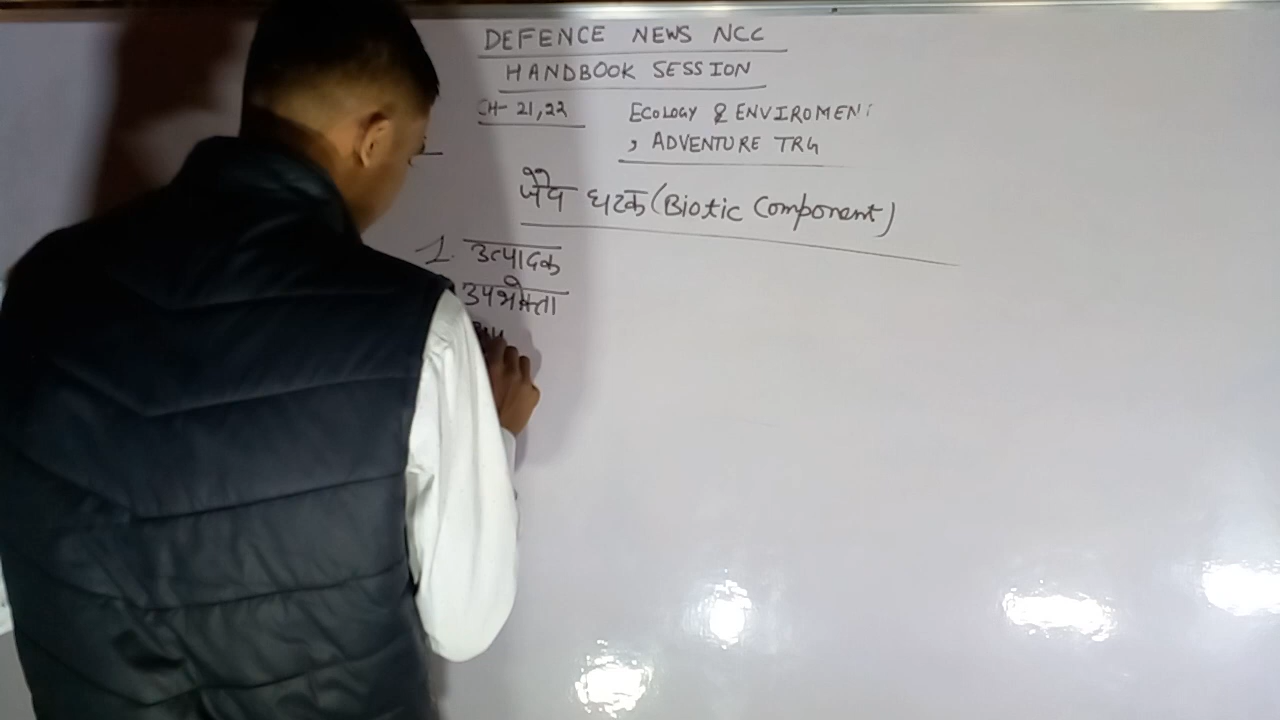 DEFENCE NEWS NCC
HANDBOOK SESSION
CH- 21,22 ECOLOGY & ENVIROMENT
, ADVENTURE TRG
जैव घटक (Biotic Component)
1. उत्पादक
उपभोक्ता